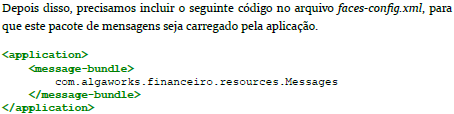 Depois disso, precisamos incluir o seguinte código no arquivo faces-config.xml, para
que este pacote de mensagens seja carregado pela aplicação.
<application>
    <message-bundle>
        com.algaworks.financeiro.resources.Messages
    </message-bundle>
</application>